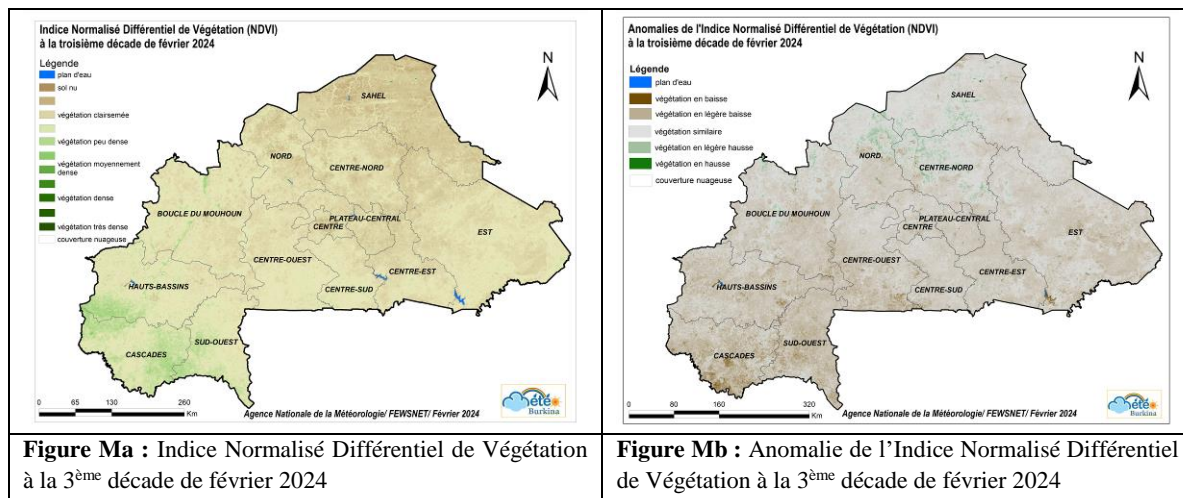 Indice Normalisé Différentiel de Végétation (NDVI)
à la troisième décade de février 2024
Légende
plan d'eau
sol nu
végétation clairsemée
végétation peu dense
végétation moyennement
dense
végétation dense
végétation très dense
couverture nuageuse
N
SAHEL
NORD
CENTRE-NORD
BOUCLE DU MOUHOUN
PLATEAU-CENTRAL
CENTRE
EST
CENTRE-OUEST
CENTRE-EST
HAUTS-BASSINS
CENTRE-SUD
SUD-OUEST
CASCADES
0 65 130 260
Km
Agence Nationale de la Météorologie/ FEWSNET/ Février 2024
Météo
Burkina
Anomalies de l'Indice Normalisé Différentiel de Végétation (NDVI)
à la troisième décade de février 2024
Légende
plan d'eau
végétation en baisse
végétation en légère baisse
végétation similaire
végétation en légère hausse
végétation en hausse
couverture nuageuse
N
SAHEL
NORD
CENTRE-NORD
BOUCLE DU MOUHOUN
PLATEAU-CENTRAL
CENTRE
EST
CENTRE-OUEST
CENTRE-EST
HAUTS-BASSINS
CENTRE-SUD
SUD-OUEST
CASCADES
0 80 160 320
Km
Agence Nationale de la Météorologie/ FEWSNET/ Février 2024
Météo
Burkina
Figure Ma : Indice Normalisé Différentiel de Végétation
à la 3ème décade de février 2024
Figure Mb : Anomalie de l’Indice Normalisé Différentiel
de Végétation à la 3ème décade de février 2024